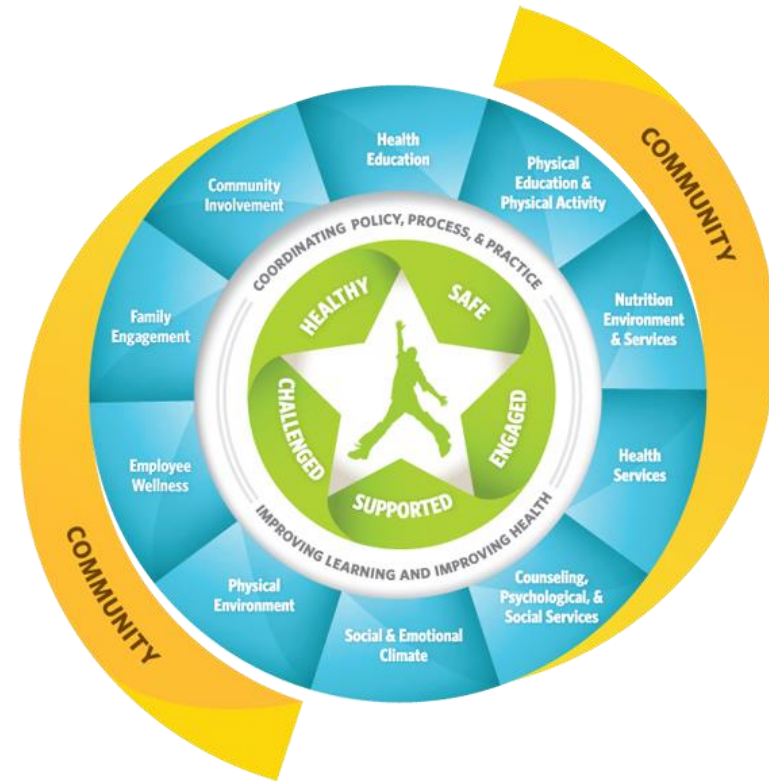 COMMUNITY
Health
Education
Physical
Education &
Physical Activity
Nutrition
Environment
& Services
Health
Services
Counseling,
Psychological, &
Social Services
Social & Emotional
Climate
Physical
Environment
Employee
Wellness
Family
Engagement
Community
Involvement
COORDINATING POLICY, PROCESS, & PRACTICE
IMPROVING LEARNING AND IMPROVING HEALTH
HEALTHY
SAFE
ENGAGED
SUPPORTED
CHALLENGED
COMMUNITY